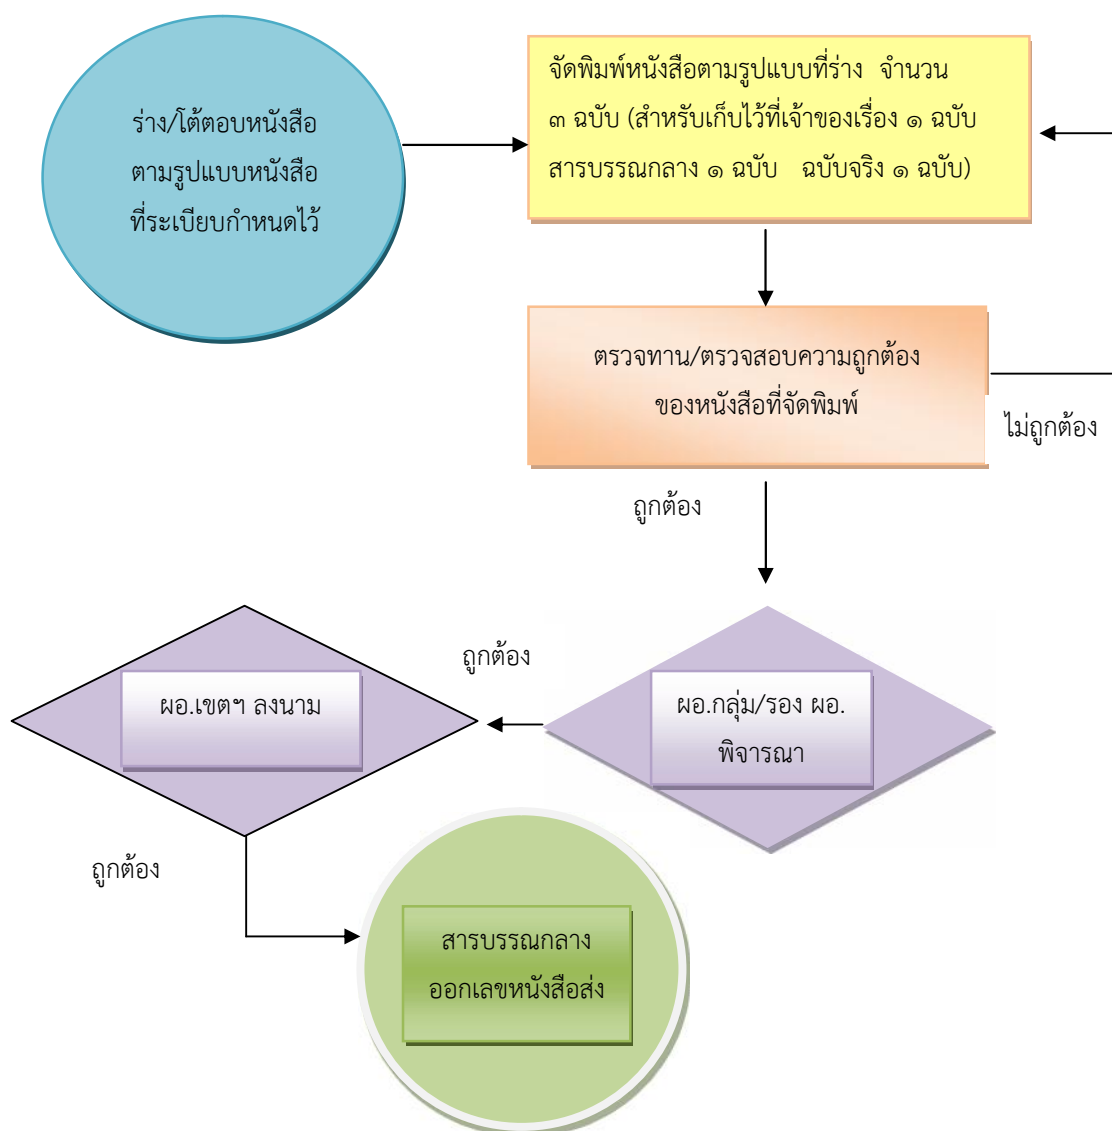 ร่าง/โต้ตอบหนังสือ
ตามรูปแบบหนังสือ
ที่ระเบียบกำหนดไว้
จัดพิมพ์หนังสือตามรูปแบบที่ร่าง จำนวน
๓ ฉบับ (สำหรับเก็บไว้ที่เจ้าของเรื่อง ๑ ฉบับ
สารบรรณกลาง ๑ ฉบับ ฉบับจริง ๑ ฉบับ)
ตรวจทาน/ตรวจสอบความถูกต้อง
ของหนังสือที่จัดพิมพ์
ไม่ถูกต้อง
ถูกต้อง
ผอ.กลุ่ม/รอง ผอ.
พิจารณา
ถูกต้อง
ผอ.เขตฯ ลงนาม
ถูกต้อง
สารบรรณกลาง
ออกเลขหนังสือส่ง